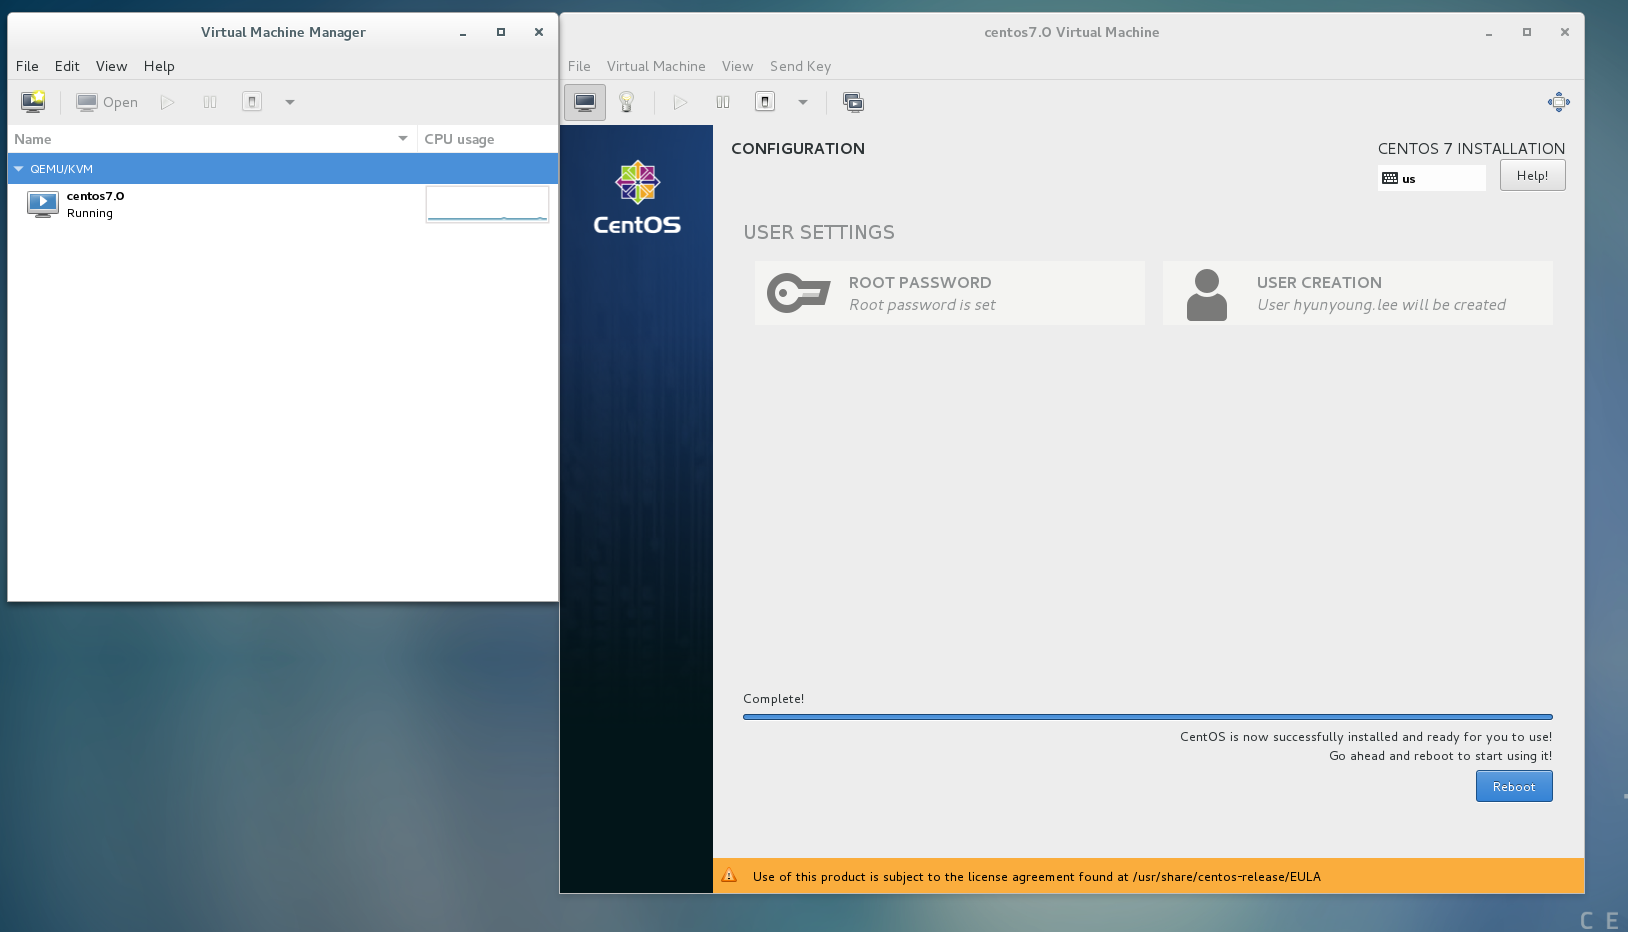 Virtual Machine Manager
File Edit View Help
Open
Name CPU usage
QEMU/KVM
centos7.0
Running
centos7.0 Virtual Machine
File Virtual Machine View Send Key
CentOS
CONFIGURATION
CENTOS 7 INSTALLATION
us
Help!
USER SETTINGS
ROOT PASSWORD
Root password is set
USER CREATION
User hyunyoung.lee will be created
Complete!
CentOS is now successfully installed and ready for you to use!
Go ahead and reboot to start using it!
Reboot
Use of this product is subject to the license agreement found at /usr/share/centos-release/EULA
C E